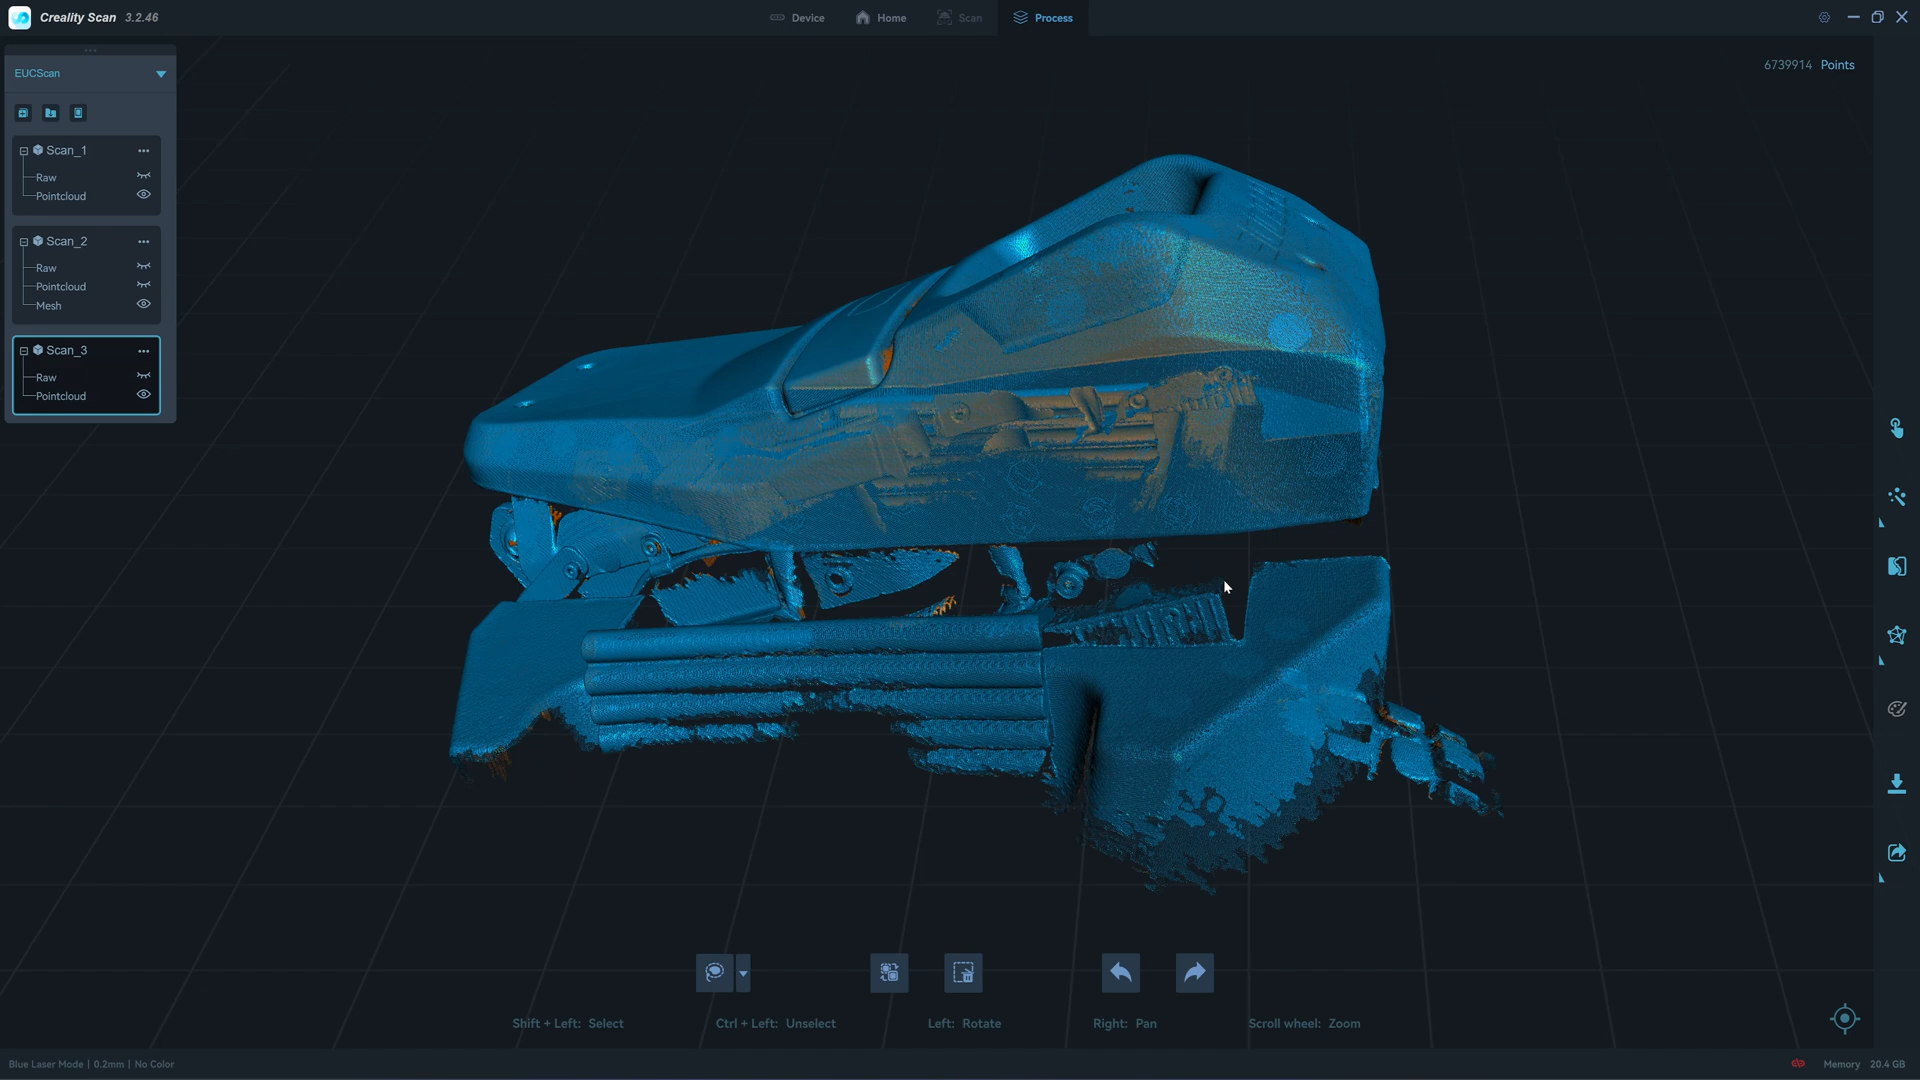 Creality Scan 3.2.46
Device
Home
Scan
Process
EUCScan
6739914 Points
Scan_1
Raw
Pointcloud
Scan_2
Raw
Pointcloud
Mesh
Scan_3
Raw
Pointcloud
Shift + Left: Select
Ctrl + Left: Unselect
Left: Rotate
Right: Pan
Scroll wheel: Zoom
Blue Laser Mode | 0.2mm | No Color
Memory 20.4 GB